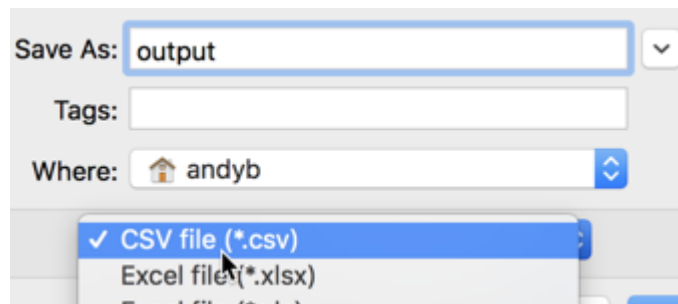 Save As: output
Tags:
Where: andyb
✓ CSV file (*.csv)
Excel file (*.xlsx)